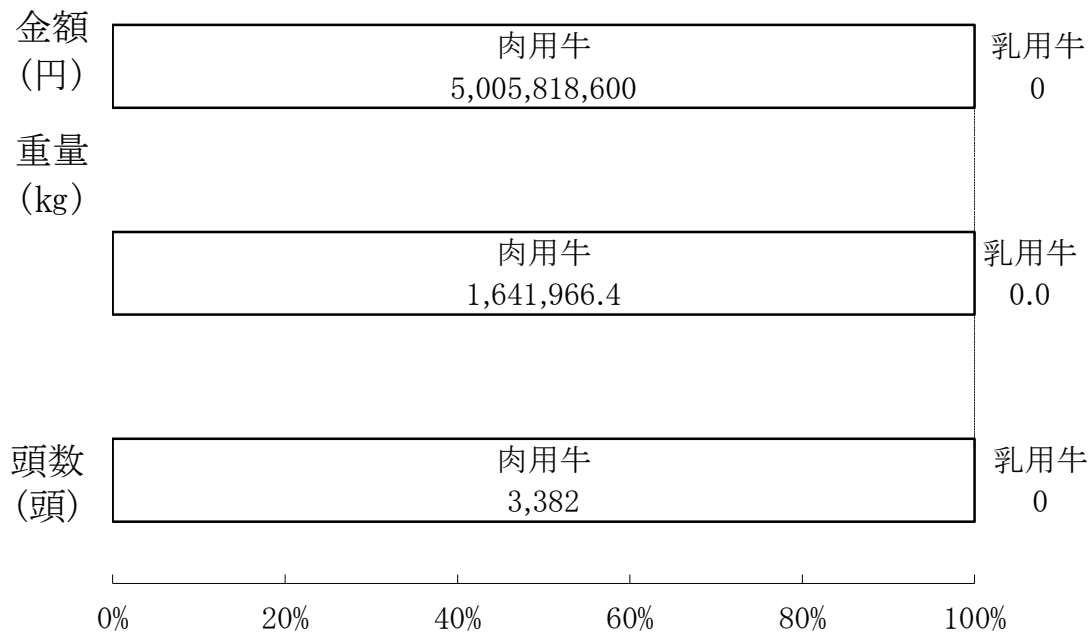 金額
(円)
肉用牛
5,005,818,600
乳用牛
0
重量
(kg)
肉用牛
1,641,966.4
乳用牛
0.0
頭数
(頭)
肉用牛
3,382
乳用牛
0
0%
20%
40%
60%
80%
100%